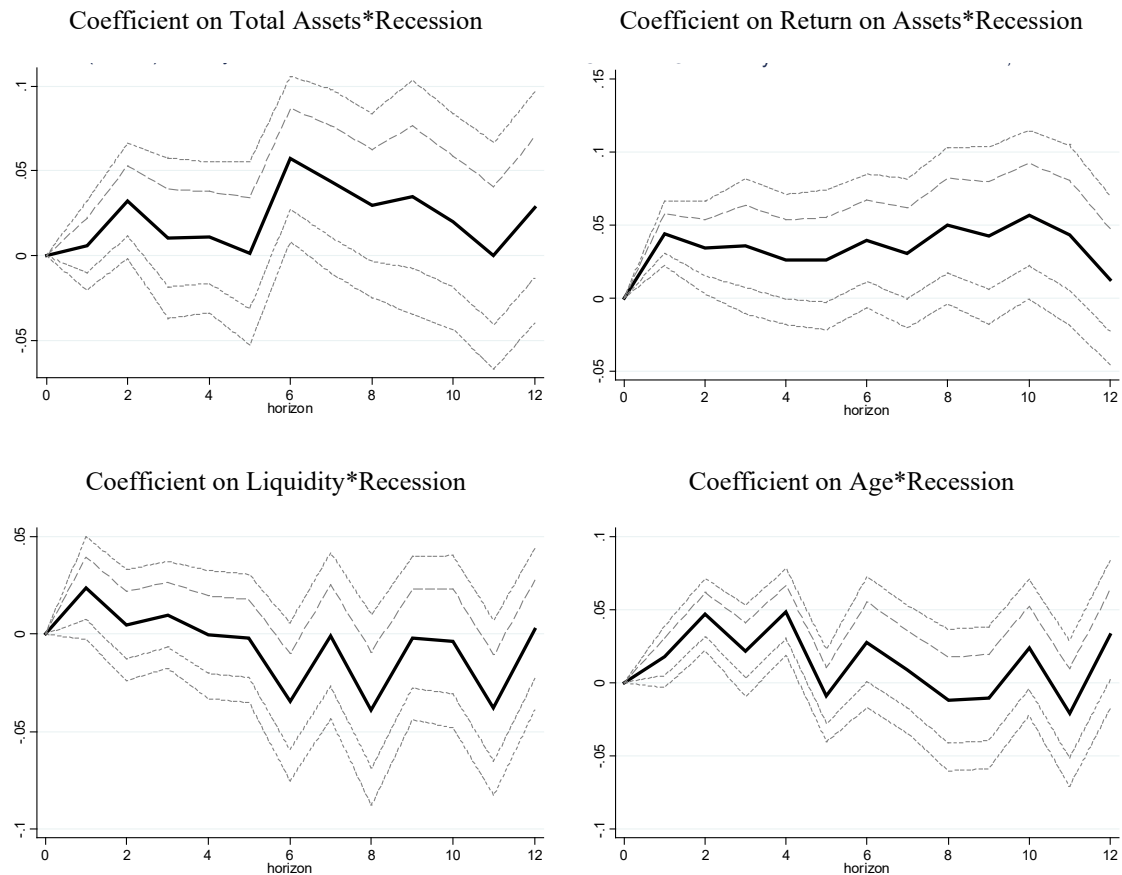 Coefficient on Total Assets*Recession
.1
.05
0
-.05
0 2 4 6 8 10 12
horizon
Coefficient on Return on Assets*Recession
.15
.1
.05
0
-.05
0 2 4 6 8 10 12
horizon
Coefficient on Liquidity*Recession
.05
0
-.05
-.1
0 2 4 6 8 10 12
horizon
Coefficient on Age*Recession
.1
.05
0
-.05
-.1
0 2 4 6 8 10 12
horizon